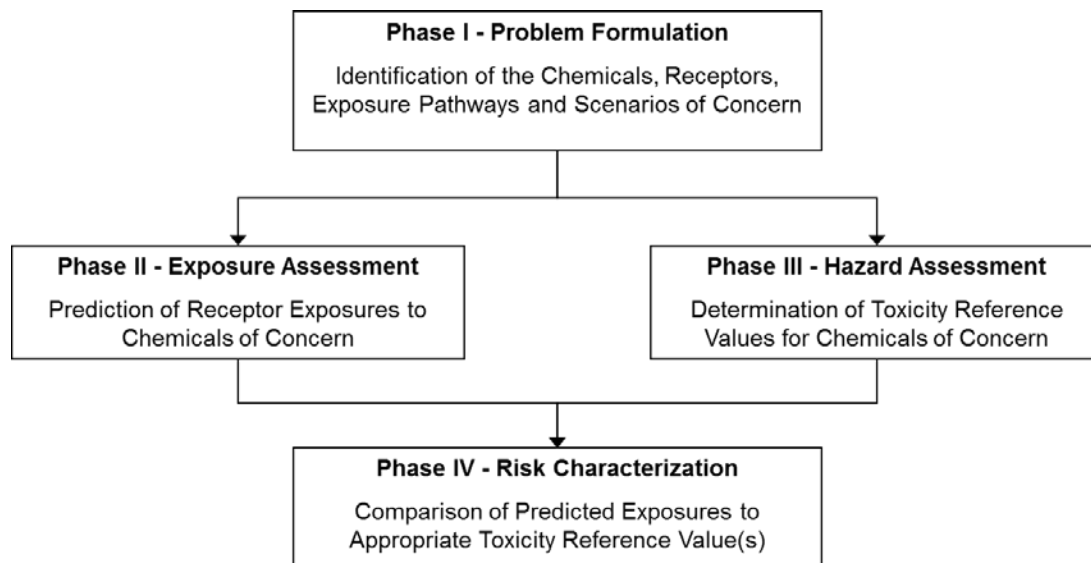 Phase I - Problem Formulation
Identification of the Chemicals, Receptors,
Exposure Pathways and Scenarios of Concern
Phase II - Exposure Assessment
Prediction of Receptor Exposures to
Chemicals of Concern
Phase III - Hazard Assessment
Determination of Toxicity Reference
Values for Chemicals of Concern
Phase IV - Risk Characterization
Comparison of Predicted Exposures to
Appropriate Toxicity Reference Value(s)